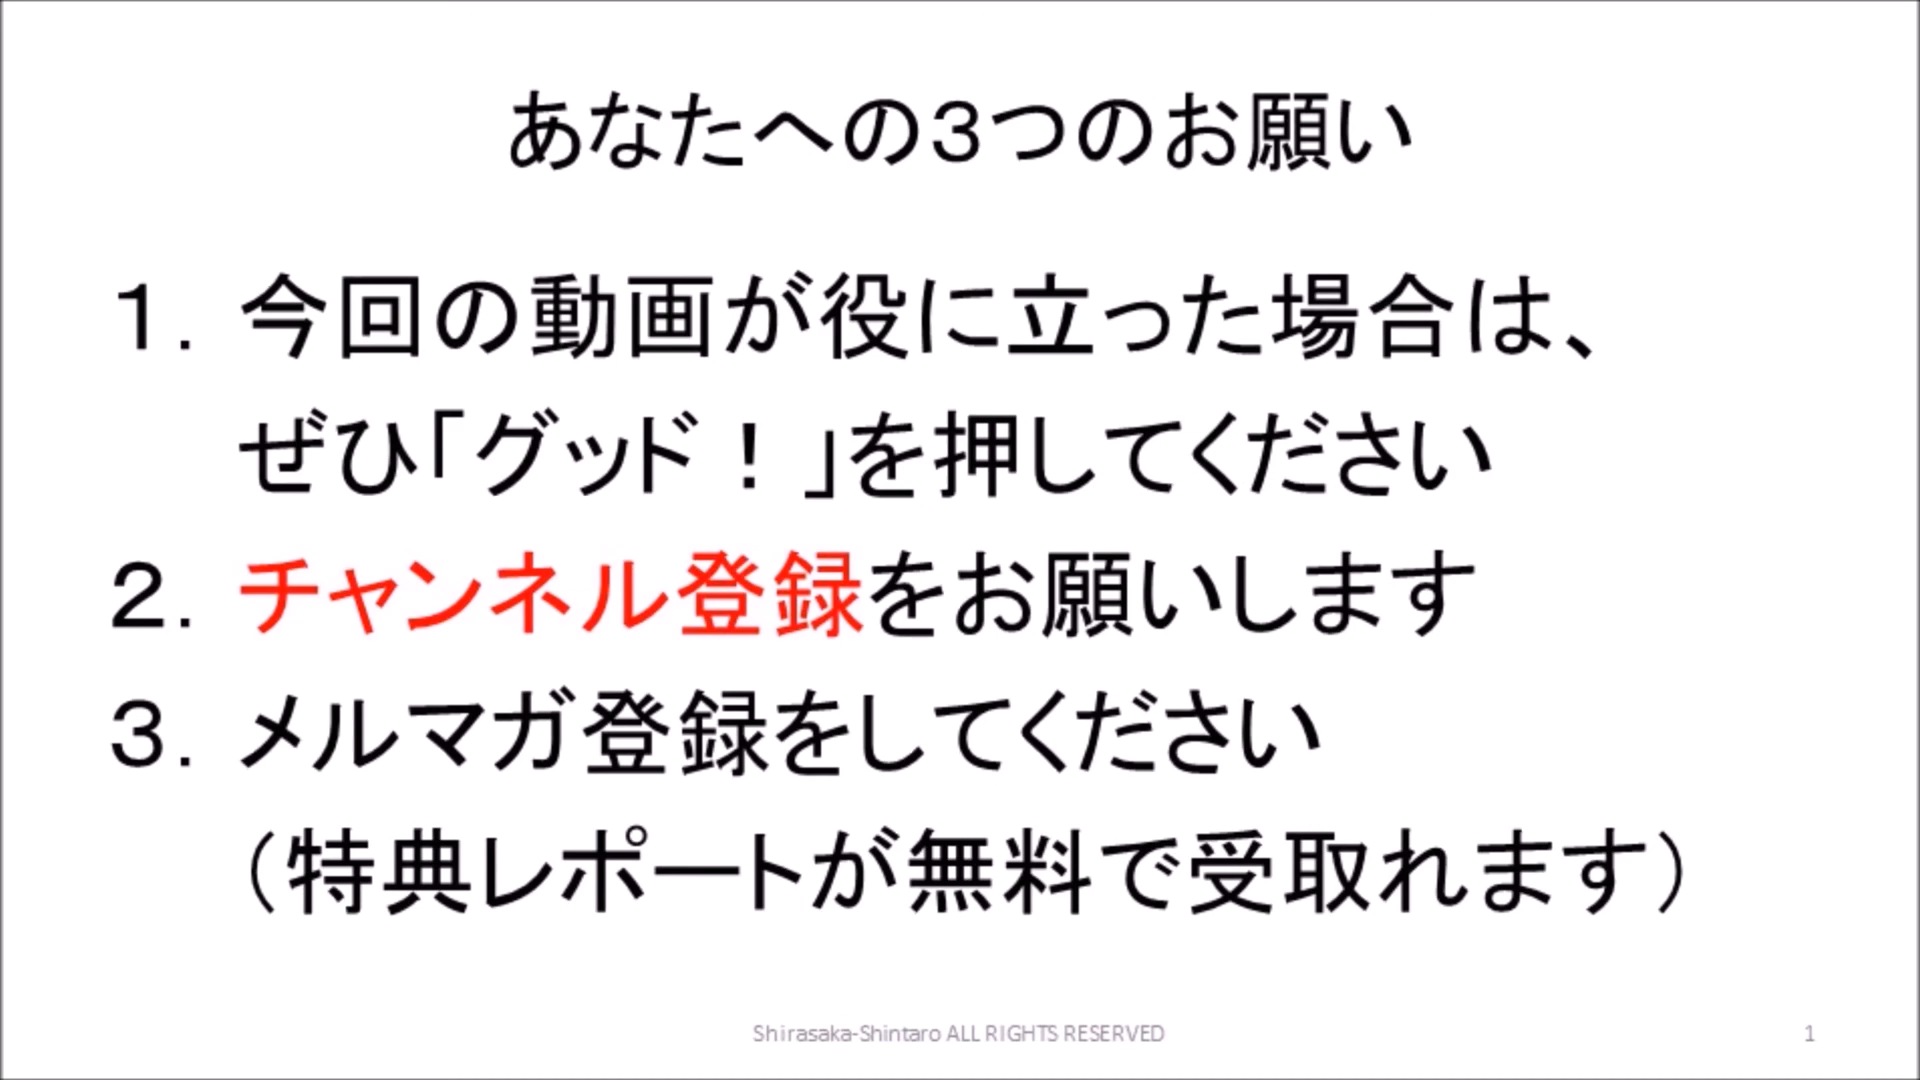 あなたへの３つのお願い
１. 今回の動画が役に立った場合は、
ぜひ「グッド！」を押してください
２. チャンネル登録をお願いします
３. メルマガ登録をしてください
（特典レポートが無料で受取れます）
Shirasaka-Shintaro ALL RIGHTS RESERVED
1